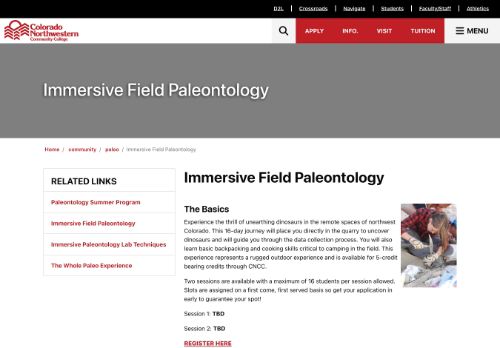 D2L | Crossroads | Navigate | Students | Faculty/Staff | Athletics
Colorado
Northwestern
Community College
APPLY INFO. VISIT TUITION MENU
Immersive Field Paleontology
Home / community / paleo / Immersive Field Paleontology
RELATED LINKS
Paleontology Summer Program
Immersive Field Paleontology
Immersive Paleontology Lab Techniques
The Whole Paleo Experience
Immersive Field Paleontology
The Basics
Experience the thrill of unearthing dinosaurs in the remote spaces of northwest
Colorado. This 16-day journey will place you directly in the quarry to uncover
dinosaurs and will guide you through the data collection process. You will also
learn basic backpacking and cooking skills critical to camping in the field. This
experience represents a rugged outdoor experience and is available for 5-credit
bearing credits through CNCC.
Two sessions are available with a maximum of 16 students per session allowed.
Slots are assigned on a first come, first served basis so get your application in
early to guarantee your spot!
Session 1: TBD
Session 2: TBD
REGISTER HERE